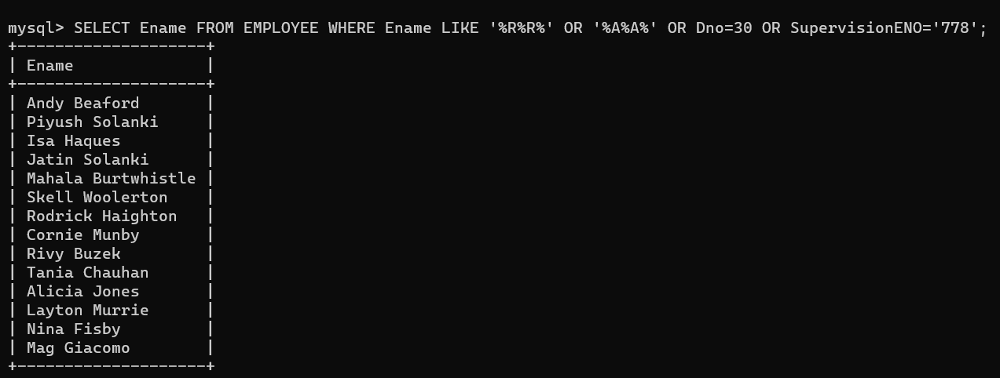 mysql> SELECT Ename FROM EMPLOYEE WHERE Ename LIKE '%R%R%' OR '%A%A%' OR Dno=30 OR SupervisionENO='778';
+--------------------+
| Ename              |
+--------------------+
| Andy Beaford       |
| Piyush Solanki     |
| Isa Haques         |
| Jatin Solanki      |
| Mahala Burtwhistle |
| Skell Woolerton    |
| Rodrick Haighton   |
| Cornie Munby       |
| Rivy Buzek         |
| Tania Chauhan      |
| Alicia Jones       |
| Layton Murrie      |
| Nina Fisby         |
| Mag Giacomo        |
+--------------------+